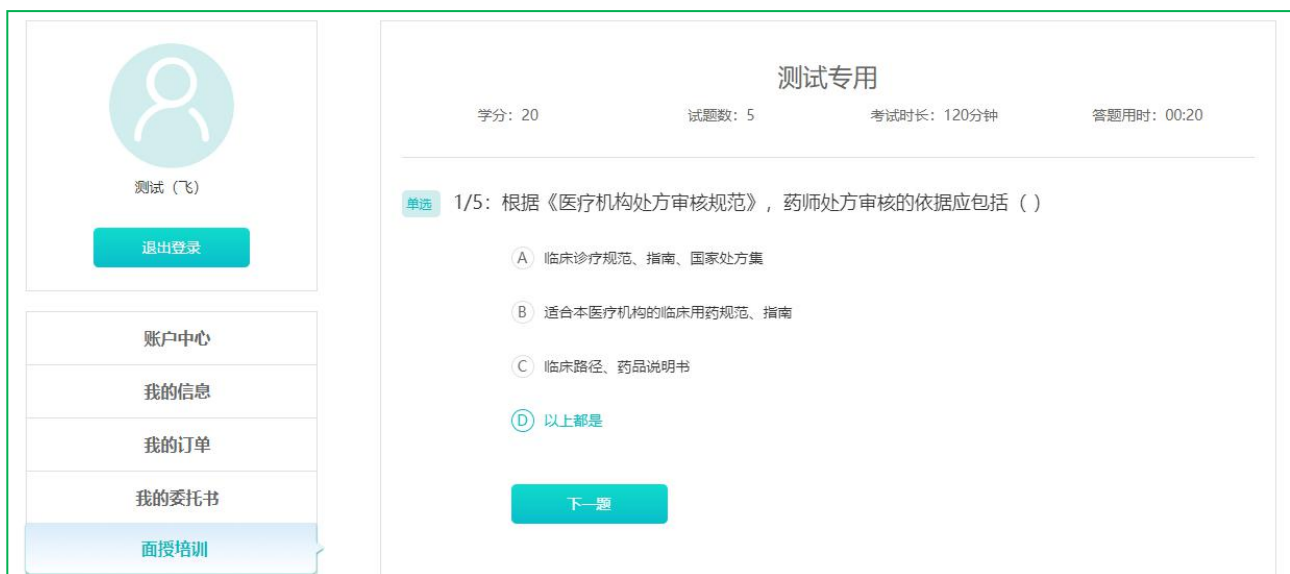 测试（飞）
退出登录
账户中心
我的信息
我的订单
我的委托书
面授培训
测试专用
学分：20 试题数：5 考试时长：120分钟 答题用时：00:20
单选 1/5：根据《医疗机构处方审核规范》，药师处方审核的依据应包括（ ）
A 临床诊疗规范、指南、国家处方集
B 适合本医疗机构的临床用药规范、指南
C 临床路径、药品说明书
D 以上都是
下一题